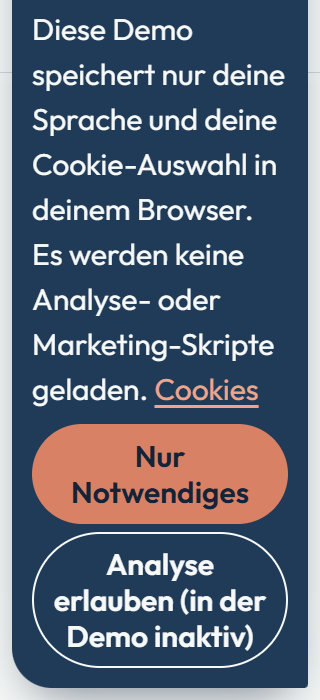 Diese Demo
speichert nur deine
Sprache und deine
Cookie-Auswahl in
deinem Browser.
Es werden keine
Analyse- oder
Marketing-Skripte
geladen. Cookies
Nur
Notwendiges
Analyse
erlauben (in der
Demo inaktiv)